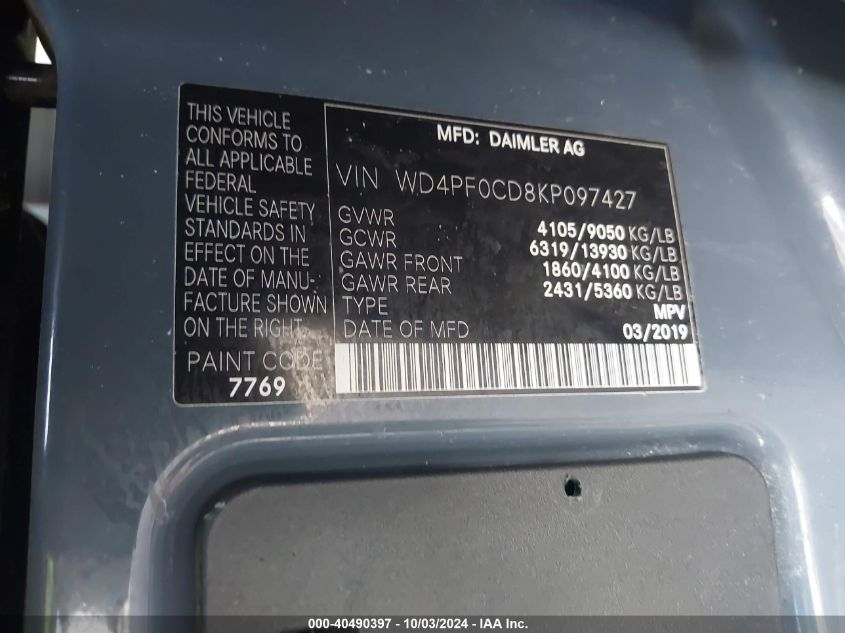 THIS VEHICLE
CONFORMS TO
ALL APPLICABLE
FEDERAL
VEHICLE SAFETY
STANDARDS IN
EFFECT ON THE
DATE OF MANU-
FACTURE SHOWN
ON THE RIGHT.
PAINT CODE
7769
MFD: DAIMLER AG
VIN WD4PF0CD8KP097427
GVWR 4105/9050 KG/LB
GCWR 6319/13930 KG/LB
GAWR FRONT 1860/4100 KG/LB
GAWR REAR 2431/5360 KG/LB
TYPE MPV
DATE OF MFD 03/2019
000-40490397 - 10/03/2024 - IAA Inc.